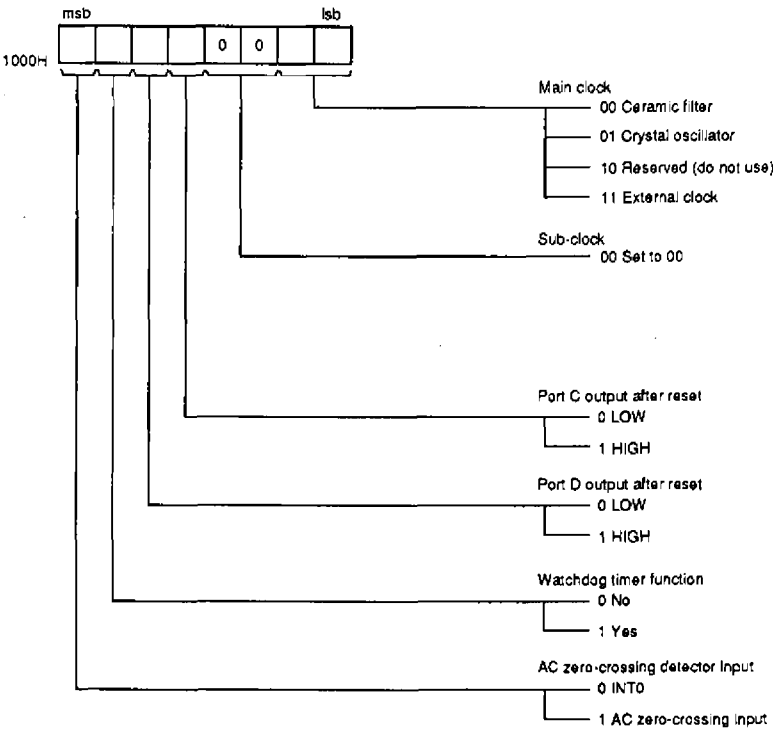 msb lsb
0 0
1000H
Main clock
00 Ceramic filter
01 Crystal oscillator
10 Reserved (do not use)
11 External clock
Sub-clock
00 Set to 00
Port C output after reset
0 LOW
1 HIGH
Port D output after reset
0 LOW
1 HIGH
Watchdog timer function
0 No
1 Yes
AC zero-crossing detector input
0 INT0
1 AC zero-crossing input